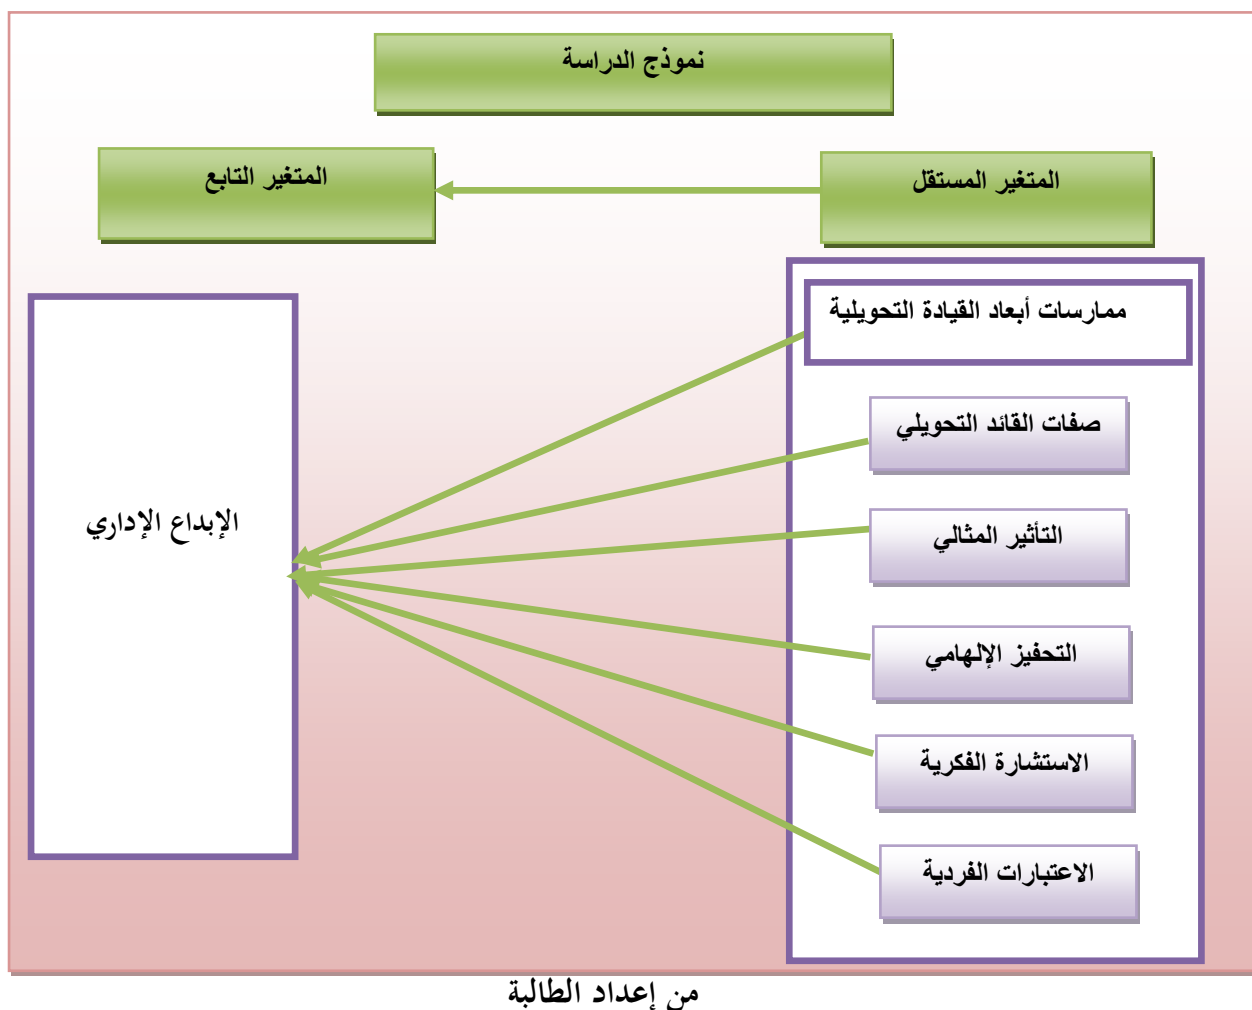 نموذج الدراسة
المتغير المستقل
المتغير التابع
ممارسات أبعاد القيادة التحويلية
صفات القائد التحويلي
التأثير المثالي
التحفيز الإلهامي
الاستشارة الفكرية
الاعتبارات الفردية
الإبداع الإداري
من إعداد الطالبة